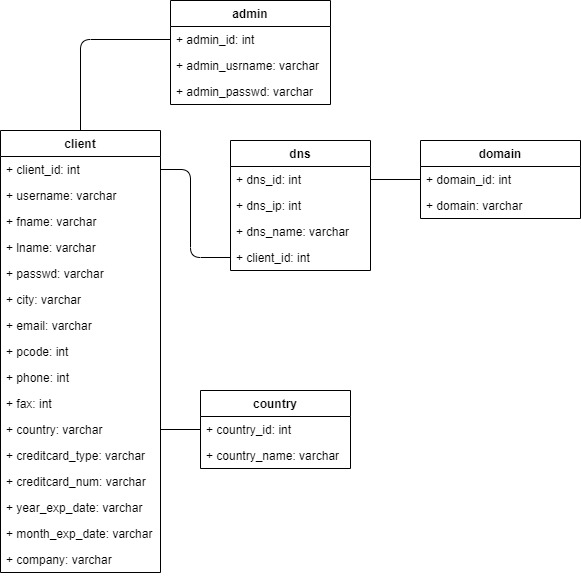 admin
+ admin_id: int
+ admin_usrname: varchar
+ admin_passwd: varchar
client
+ client_id: int
+ username: varchar
+ fname: varchar
+ lname: varchar
+ passwd: varchar
+ city: varchar
+ email: varchar
+ pcode: int
+ phone: int
+ fax: int
+ country: varchar
+ creditcard_type: varchar
+ creditcard_num: varchar
+ year_exp_date: varchar
+ month_exp_date: varchar
+ company: varchar
dns
+ dns_id: int
+ dns_ip: int
+ dns_name: varchar
+ client_id: int
domain
+ domain_id: int
+ domain: varchar
country
+ country_id: int
+ country_name: varchar